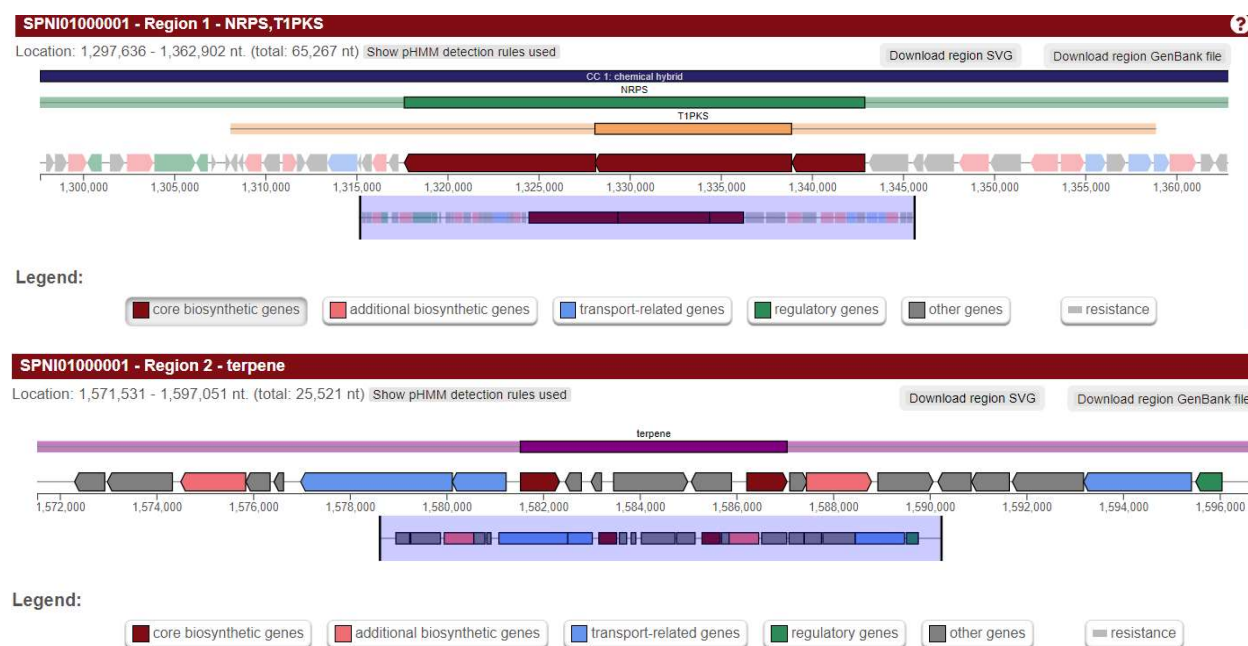 SPNI01000001 - Region 1 - NRPS,T1PKS
?
Location: 1,297,636 - 1,362,902 nt. (total: 65,267 nt) Show pHMM detection rules used
Download region SVG Download region GenBank file
CC 1: chemical hybrid
NRPS
T1PKS
1,300,000 1,305,000 1,310,000 1,315,000 1,320,000 1,325,000 1,330,000 1,335,000 1,340,000 1,345,000 1,350,000 1,355,000 1,360,000
Legend:
core biosynthetic genes additional biosynthetic genes transport-related genes regulatory genes other genes resistance
SPNI01000001 - Region 2 - terpene
Location: 1,571,531 - 1,597,051 nt. (total: 25,521 nt) Show pHMM detection rules used
Download region SVG Download region GenBank file
terpene
1,572,000 1,574,000 1,576,000 1,578,000 1,580,000 1,582,000 1,584,000 1,586,000 1,588,000 1,590,000 1,592,000 1,594,000 1,596,000
Legend:
core biosynthetic genes additional biosynthetic genes transport-related genes regulatory genes other genes resistance